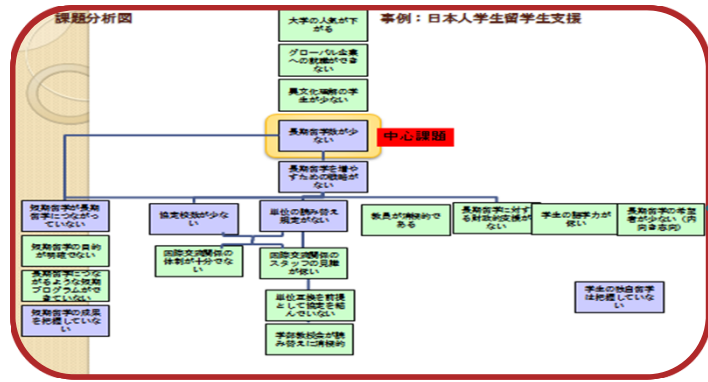 課題分析図
事例：日本人学生留学生支援
大学の人気が下
がる
グローバル企業
への就職ができ
ない
異文化理解の学
生が少ない
長期留学数が少
ない
中心課題
長期留学を増や
すための戦略が
ない
短期留学が長期
留学につながっ
ていない
協定校数が少な
い
単位の読み替え
規定がない
教員が消極的で
ある
長期留学に対す
る財政的支援が
ない
学生の語学力が
低い
長期留学の希望
者が少ない（内
向き志向）
短期留学の目的
が明確でない
国際交流関係の
体制が十分でな
い
国際交流関係の
スタッフの見識
が低い
長期留学につな
がるような短期
プログラムがで
きていない
学生の独自留学
は把握していな
い
単位互換を前提
として協定を結
んでいない
短期留学の成果
を把握していな
い
学部教授会が読
み替えに消極的